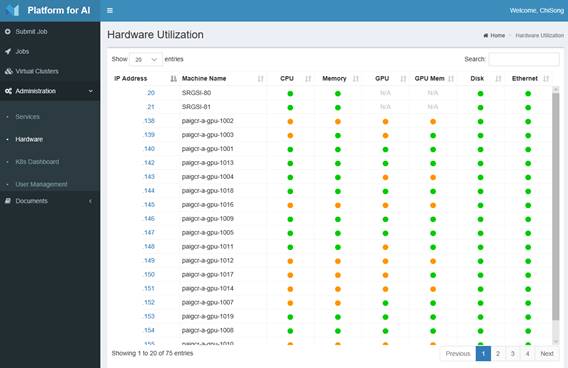 Platform for AI
Welcome, ChiSong
Submit Job
Jobs
Virtual Clusters
Administration
Services
Hardware
K8s Dashboard
User Management
Documents
Hardware Utilization
Home
Hardware Utilization
Show 20 entries
Search:
IP Address Machine Name CPU Memory GPU GPU Mem Disk Ethernet
20 SRGSI-80 N/A N/A
21 SRGSI-81 N/A N/A
.138 paigcr-a-gpu-1002
.139 paigcr-a-gpu-1003
.140 paigcr-a-gpu-1001
.142 paigcr-a-gpu-1013
.143 paigcr-a-gpu-1004
.144 paigcr-a-gpu-1018
.145 paigcr-a-gpu-1016
.146 paigcr-a-gpu-1009
.147 paigcr-a-gpu-1005
.148 paigcr-a-gpu-1011
.149 paigcr-a-gpu-1012
.150 paigcr-a-gpu-1017
.151 paigcr-a-gpu-1014
.152 paigcr-a-gpu-1007
.153 paigcr-a-gpu-1019
.154 paigcr-a-gpu-1008
.155 paigcr-a-gpu-1010
Showing 1 to 20 of 75 entries
Previous 1 2 3 4 Next